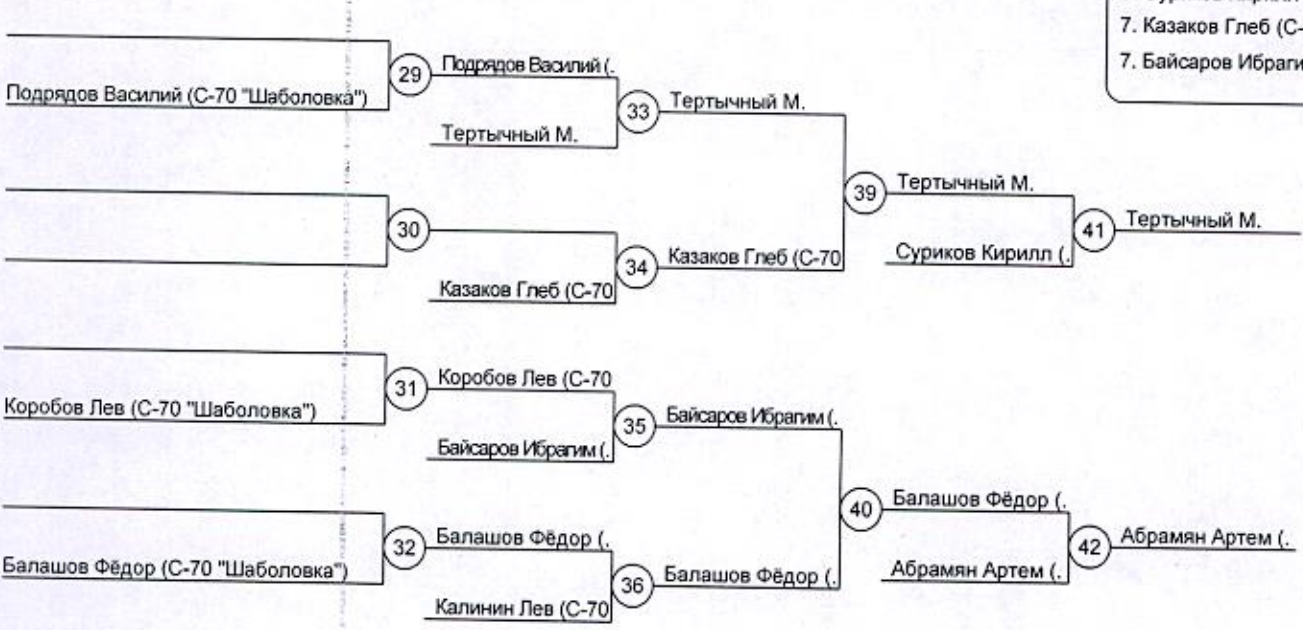 7. Казаков Глеб (С-
7. Байсаров Ибраги
29
Подрядов Василий (.
Подрядов Василий (С-70 "Шаболовка")
33
Тертычный М.
Тертычный М.
39
Тертычный М.
30
41
Тертычный М.
Суриков Кирилл (.
34
Казаков Глеб (С-70
Казаков Глеб (С-70
31
Коробов Лев (С-70
Коробов Лев (С-70 "Шаболовка")
35
Байсаров Ибрагим (.
Байсаров Ибрагим (.
40
Балашов Фёдор (.
32
Балашов Фёдор (.
42
Абрамян Артем (.
Балашов Фёдор (С-70 "Шаболовка")
36
Балашов Фёдор (.
Абрамян Артем (.
Калинин Лев (С-70